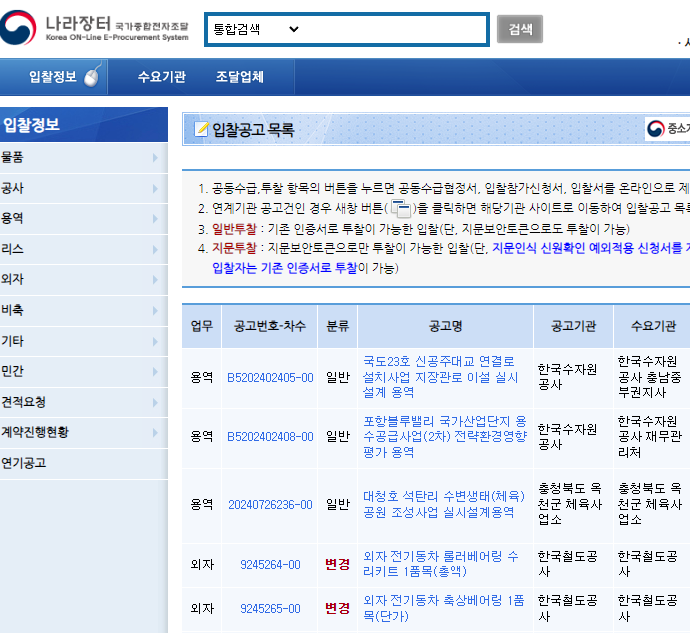 나라장터 국가종합전자조달
Korea ON-Line E-Procurement System
통합검색
검색
입찰정보 수요기관 조달업체
입찰정보
물품
공사
용역
리스
외자
비축
기타
민간
견적요청
계약진행현황
연기공고
입찰공고 목록
1. 공동수급,투찰 항목의 버튼을 누르면 공동수급협정서, 입찰참가신청서, 입찰서를 온라인으로
2. 연계기관 공고건인 경우 새창 버튼( )을 클릭하면 해당기관 사이트로 이동하여 입찰공고
3. 일반투찰 : 기존 인증서로 투찰이 가능한 입찰(단, 지문보안토큰으로도 투찰이 가능)
4. 지문투찰 : 지문보안토큰으로만 투찰이 가능한 입찰(단, 지문인식 신원확인 예외적용 신청서를
입찰자는 기존 인증서로 투찰이 가능)
업무 공고번호-차수 분류 공고명 공고기관 수요기관
용역 B5202402405-00 일반
국도23호 신공주대교 연결로
설치사업 지장관로 이설 실시
설계 용역
한국수자원
공사
한국수자원
공사 충남중
부권지사
용역 B5202402408-00 일반
포항블루밸리 국가산업단지 용
수공급사업(2차) 전략환경영향
평가 용역
한국수자원
공사
한국수자원
공사 재무관
리처
용역 20240726236-00 일반
대청호 석탄리 수변생태(체육)
공원 조성사업 실시설계용역
충청북도 옥
천군 체육사
업소
충청북도 옥
천군 체육사
업소
외자 9245264-00 변경
외자 전기동차 롤러베어링 수
리키트 1품목(총액)
한국철도공
사
한국철도공
사
외자 9245265-00 변경
외자 전기동차 축상베어링 1품
목(단가)
한국철도공
사
한국철도공
사